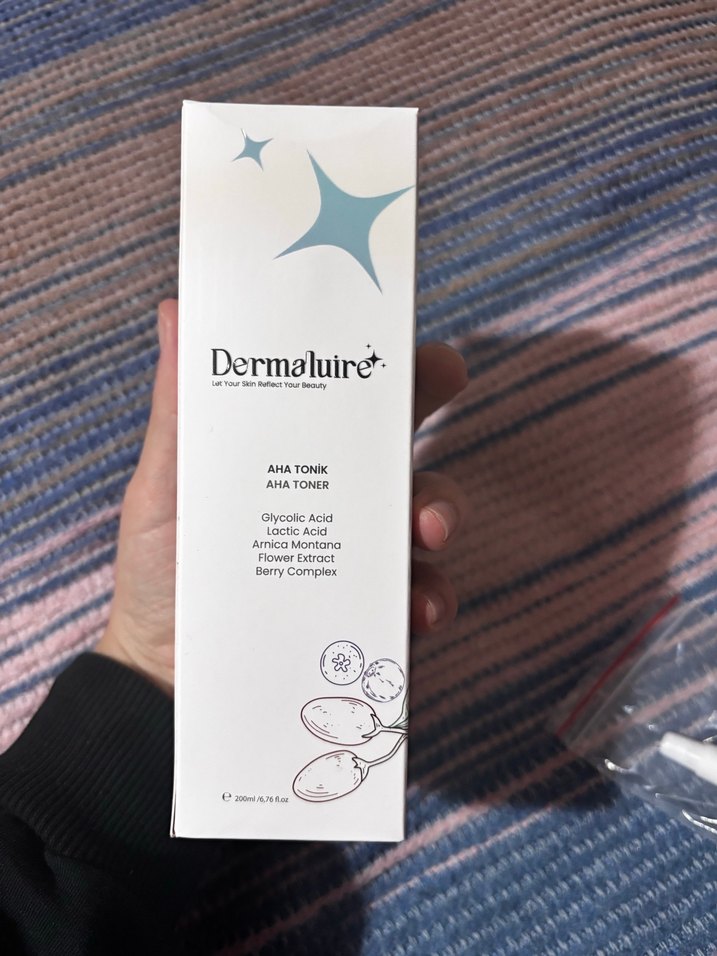 Dermaluire
Let Your Skin Reflect Your Beauty
AHA TONİK
AHA TONER
Glycolic Acid
Lactic Acid
Arnica Montana
Flower Extract
Berry Complex
℮ 200ml /6,76 fl.oz